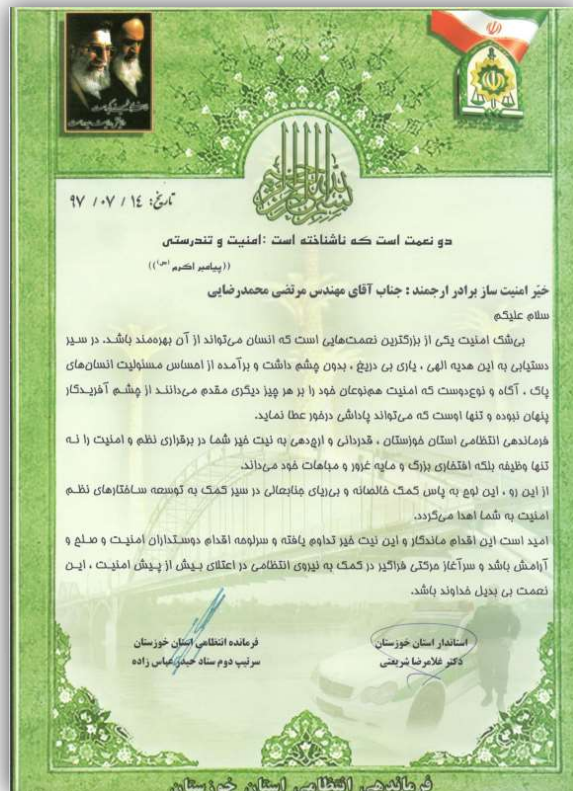 تاریخ: ۱۴ / ۰۷ / ۹۷
دو نعمت است که ناشناخته است : امنیت و تندرستی
((پیامبر اکرم (ص)))
خیّر امنیت ساز برادر ارجمند : جناب آقای مهندس مرتضی محمدرضایی
سلام علیکم
بی‌شک امنیت یکی از بزرگترین نعمت‌هایی است که انسان می‌تواند از آن بهره‌مند باشد. در سیر
دستیابی به این هدیه الهی ، یاری بی دریغ ، بدون چشم داشت و برآمده از احساس مسئولیت انسان‌های
پاک ، آگاه و نوع‌دوست که امنیت هم‌نوعان خود را بر هر چیز دیگری مقدم می‌دانند از چشم آفریدگار
پنهان نبوده و تنها اوست که می‌تواند پاداشی درخور عطا نماید.
فرماندهی انتظامی استان خوزستان ، قدردانی و ارج‌دهی به نیت خیر شما در برقراری نظم و امنیت را نه
تنها وظیفه بلکه افتخاری بزرگ و مایه غرور و مباهات خود می‌داند.
از این رو ، این لوح به پاس کمک خالصانه و بی‌ریای جنابعالی در سیر کمک به توسعه ساختارهای نظم
امنیت به شما اهدا می‌گردد.
امید است این اقدام ماندگار و این نیت خیر تداوم یافته و سرلوحه اقدام دوستداران امنیت و صلح و
آرامش باشد و سرآغاز حرکتی فراگیر در کمک به نیروی انتظامی در اعتلای بیش از پیش امنیت ، این
نعمت بی بدیل خداوند باشد.
استاندار استان خوزستان
دکتر غلامرضا شریعتی
فرمانده انتظامی استان خوزستان
سرتیپ دوم ستاد حیدر عباس زاده
فرماندهی انتظامی استان خوزستان